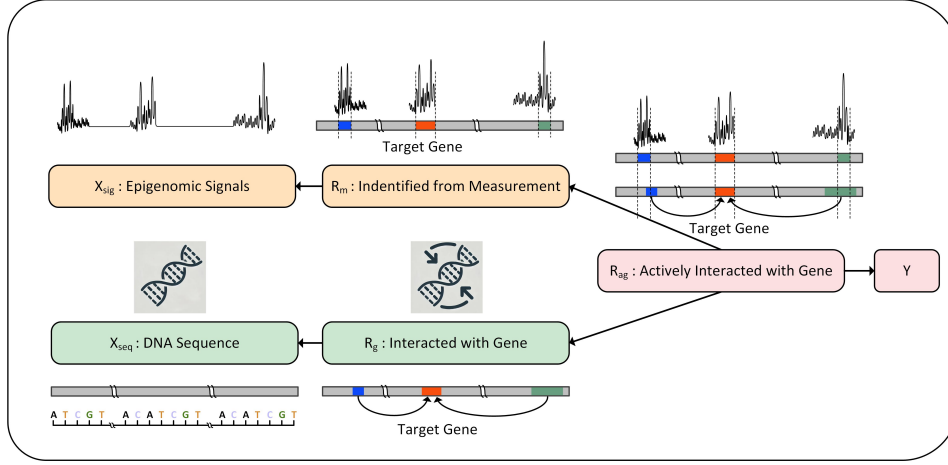 Target Gene
X_sig : Epigenomic Signals
R_m : Indentified from Measurement
Target Gene
R_ag : Actively Interacted with Gene
Y
X_seq : DNA Sequence
R_g : Interacted with Gene
A T C G T A C A T C G T A C A T C G T
Target Gene